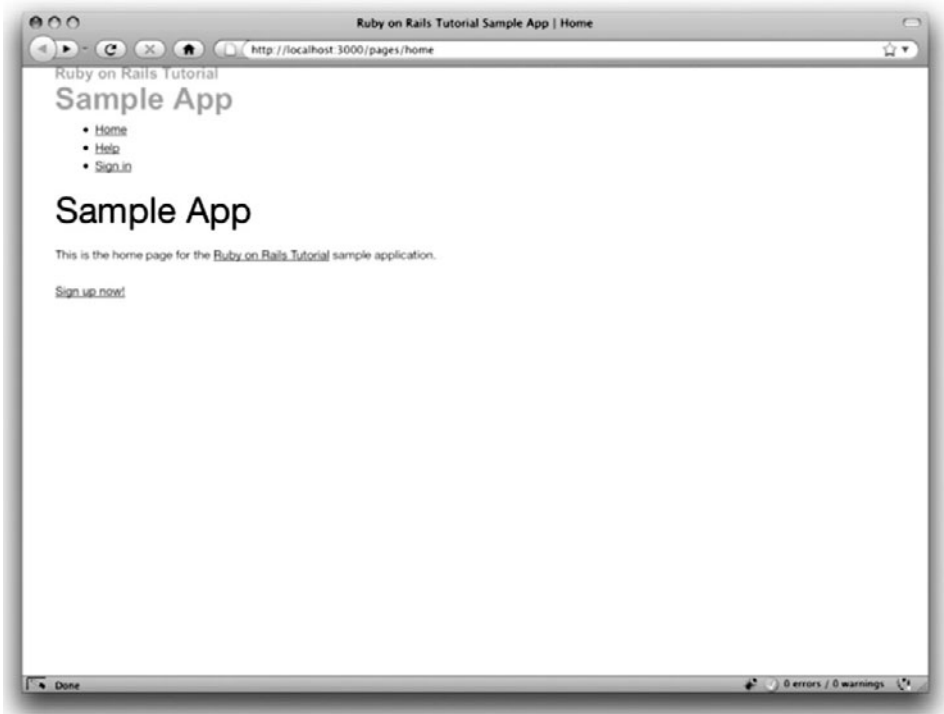 Ruby on Rails Tutorial Sample App | Home
http://localhost:3000/pages/home
Ruby on Rails Tutorial
Sample App
• Home
• Help
• Sign in
Sample App
This is the home page for the Ruby on Rails Tutorial sample application.
Sign up now!
Done
0 errors / 0 warnings